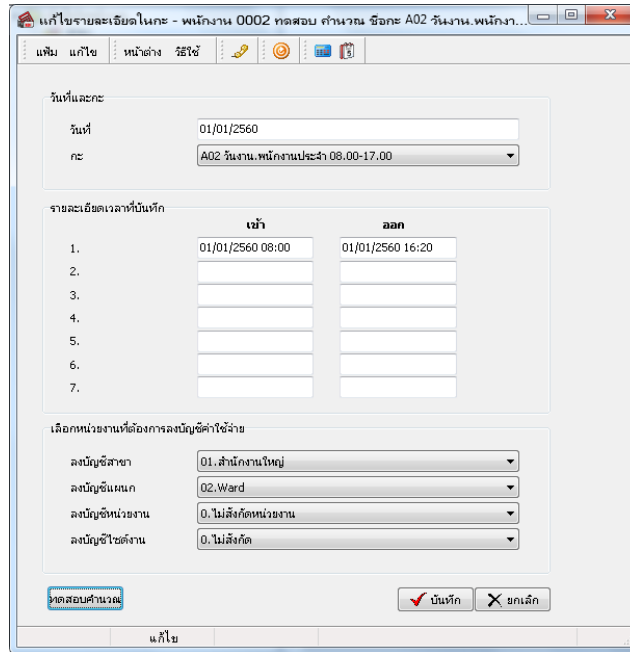 แก้ไขรายละเอียดในกะ - พนักงาน 0002 ทดสอบ คำนวณ ชื่อกะ A02 วันงาน.พนักงา...
แฟ้ม แก้ไข หน้าต่าง วิธีใช้
วันที่และกะ
วันที่ 01/01/2560
กะ A02 วันงาน.พนักงานประจำ 08.00-17.00
รายละเอียดเวลาที่บันทึก
เข้า ออก
1. 01/01/2560 08:00 01/01/2560 16:20
2.
3.
4.
5.
6.
7.
เลือกหน่วยงานที่ต้องการลงบัญชีค่าใช้จ่าย
ลงบัญชีสาขา 01.สำนักงานใหญ่
ลงบัญชีแผนก 02.Ward
ลงบัญชีหน่วยงาน 0.ไม่สังกัดหน่วยงาน
ลงบัญชีไซต์งาน 0.ไม่สังกัด
ทดสอบคำนวณ บันทึก ยกเลิก
แก้ไข